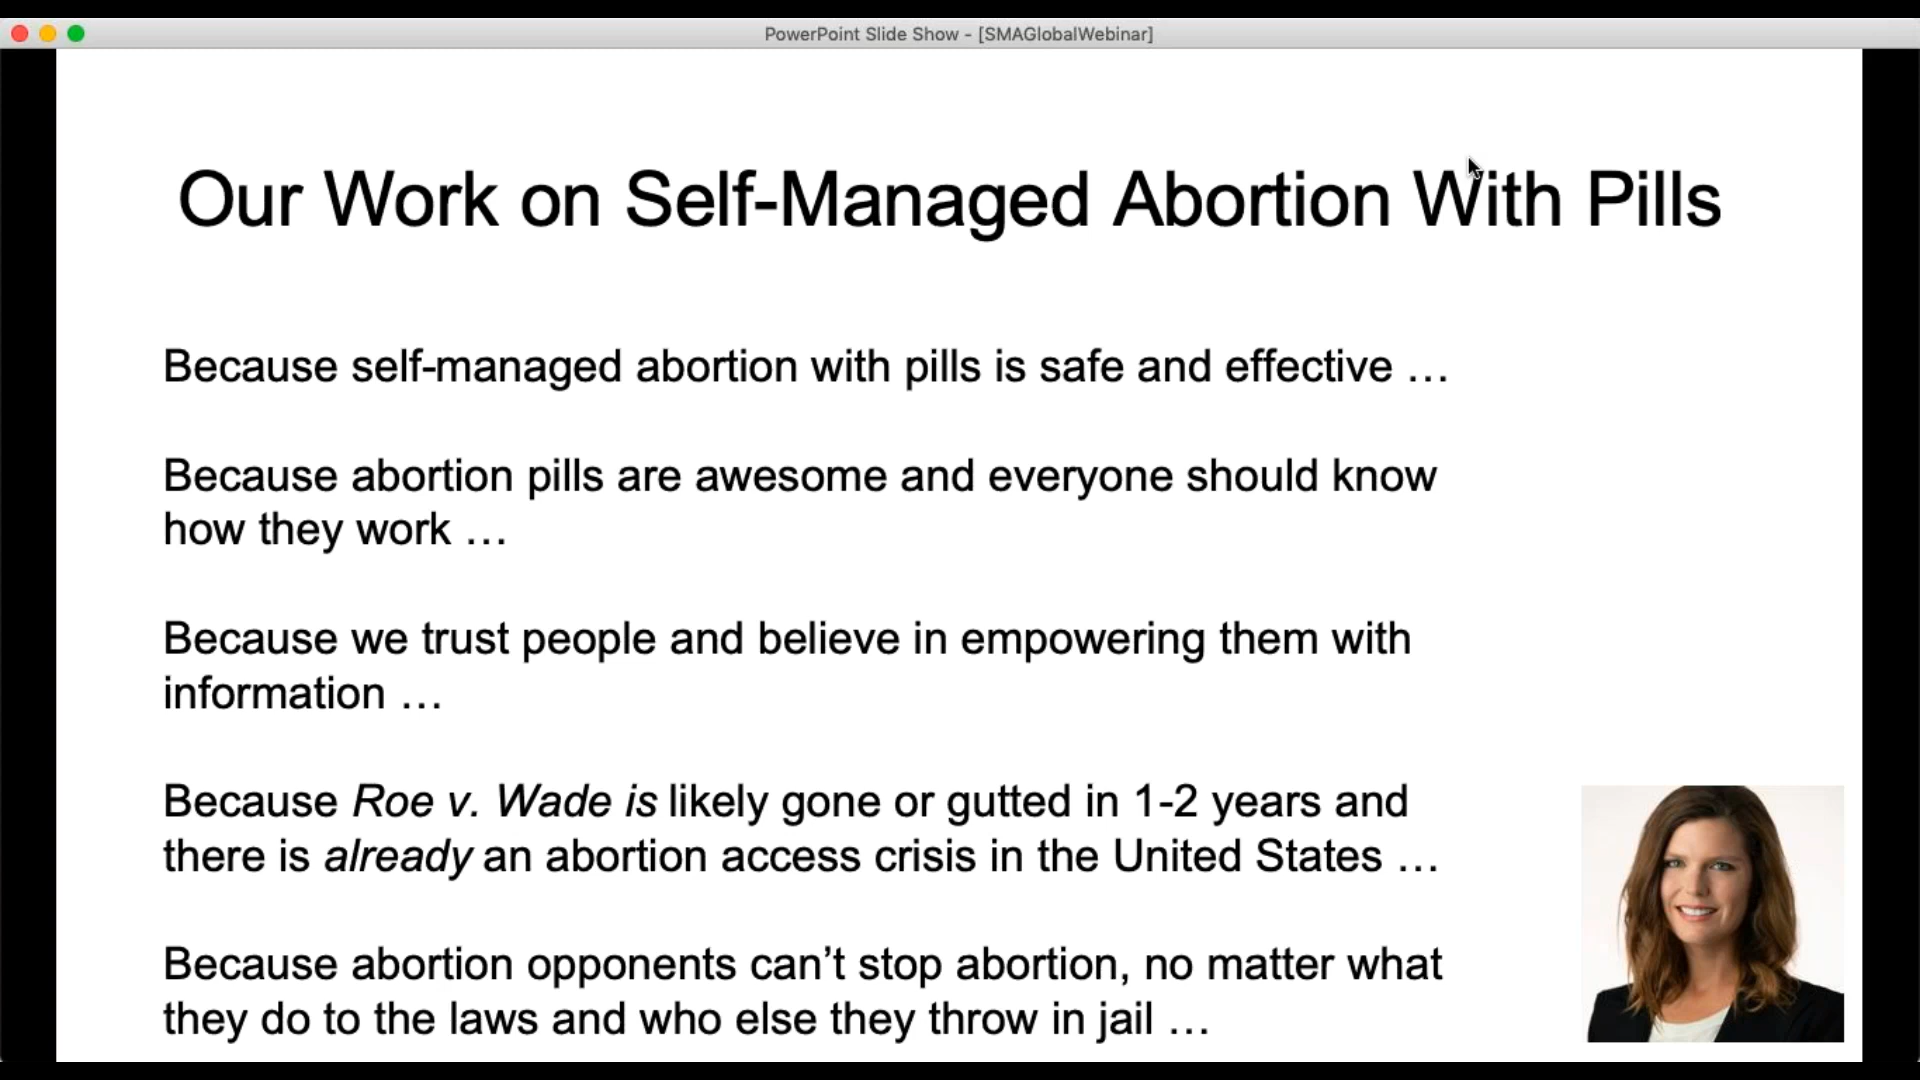 PowerPoint Slide Show - [SMAGlobalWebinar]
Our Work on Self-Managed Abortion With Pills
Because self-managed abortion with pills is safe and effective …
Because abortion pills are awesome and everyone should know
how they work …
Because we trust people and believe in empowering them with
information …
Because Roe v. Wade is likely gone or gutted in 1-2 years and
there is already an abortion access crisis in the United States …
Because abortion opponents can’t stop abortion, no matter what
they do to the laws and who else they throw in jail …